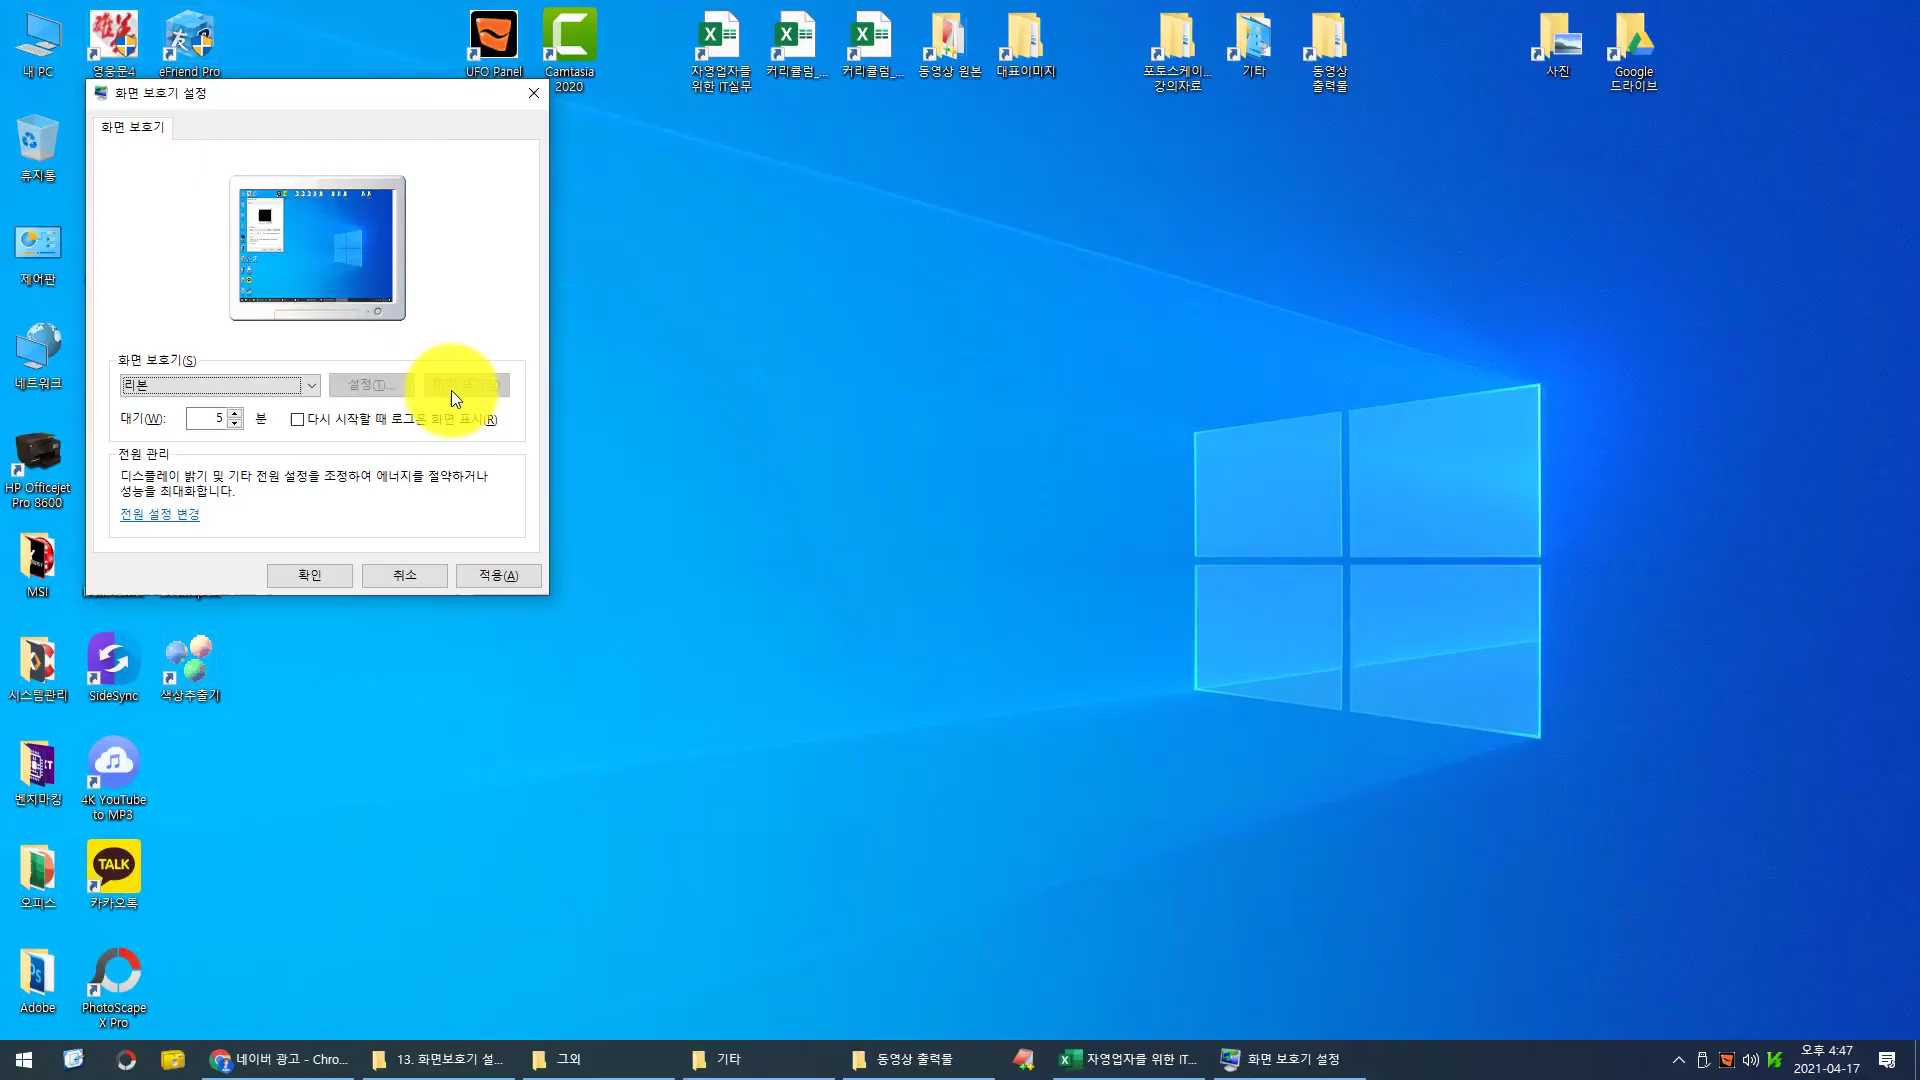 내 PC
영웅문4
eFriend Pro
UFO Panel
Camtasia
2020
자영업자를
위한 IT실무
커리큘럼_...
커리큘럼_...
동영상 원본
대표이미지
포토스케이...
강의자료
기타
동영상
출력물
사진
Google
드라이브
화면 보호기 설정
화면 보호기
휴지통
제어판
네트워크
HP Officejet
Pro 8600
MSI
화면 보호기(S)
리본
설정(T)...
대기(W):
5
분
다시 시작할 때 로그온 화면 표시(R)
전원 관리
디스플레이 밝기 및 기타 전원 설정을 조정하여 에너지를 절약하거나
성능을 최대화합니다.
전원 설정 변경
확인
취소
적용(A)
시스템관리
SideSync
색상추출기
벤치마킹
4K YouTube
to MP3
오피스
TALK
카카오톡
Adobe
PhotoScape
X Pro
네이버 광고 - Chro...
13. 화면보호기 설...
그외
기타
동영상 출력물
자영업자를 위한 IT...
화면 보호기 설정
오후 4:47
2021-04-17